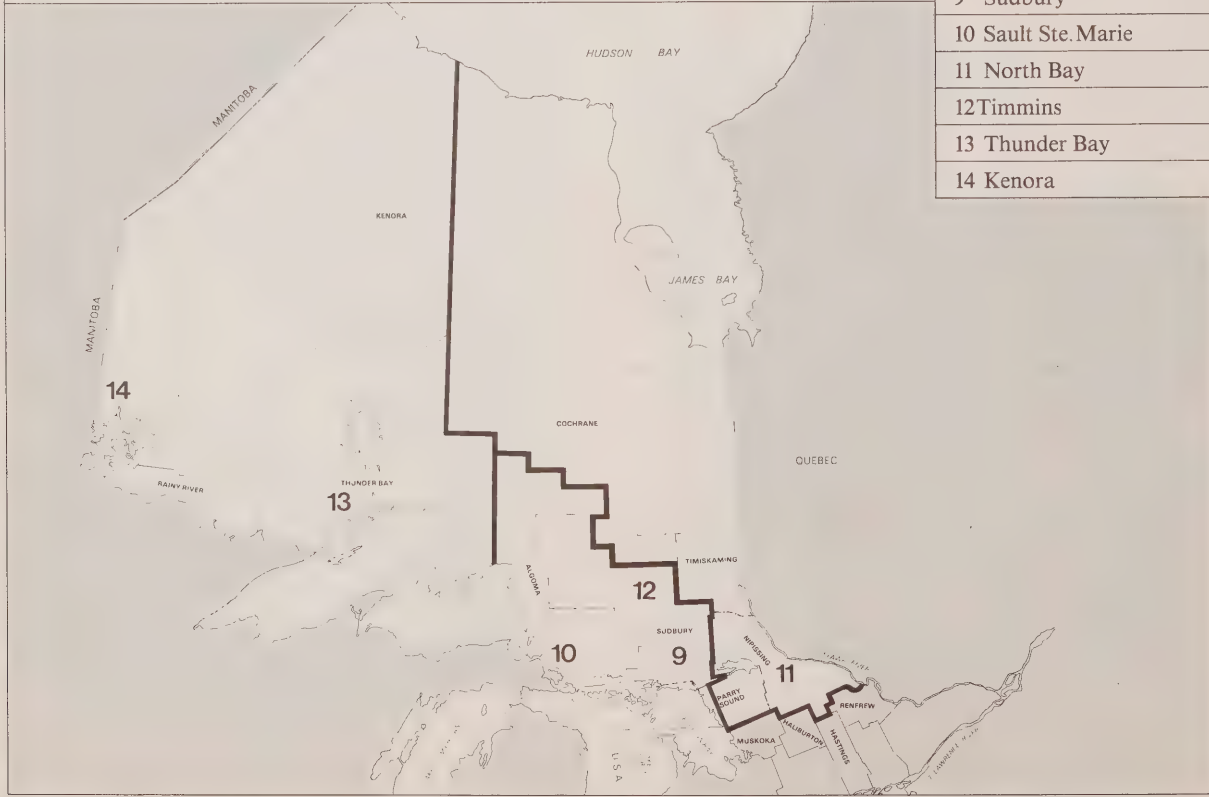 9 Sudbury
10 Sault Ste. Marie
11 North Bay
12 Timmins
13 Thunder Bay
14 Kenora
HUDSON BAY
MANITOBA
KENORA
JAMES BAY
MANITOBA
14
COCHRANE
QUEBEC
RAINY RIVER
THUNDER BAY
13
TIMISKAMING
ALGOMA
12
SUDBURY
NIPISSING
10
9
11
PARRY
SOUND
RENFREW
MUSKOKA
HALIBURTON
HASTINGS
USA